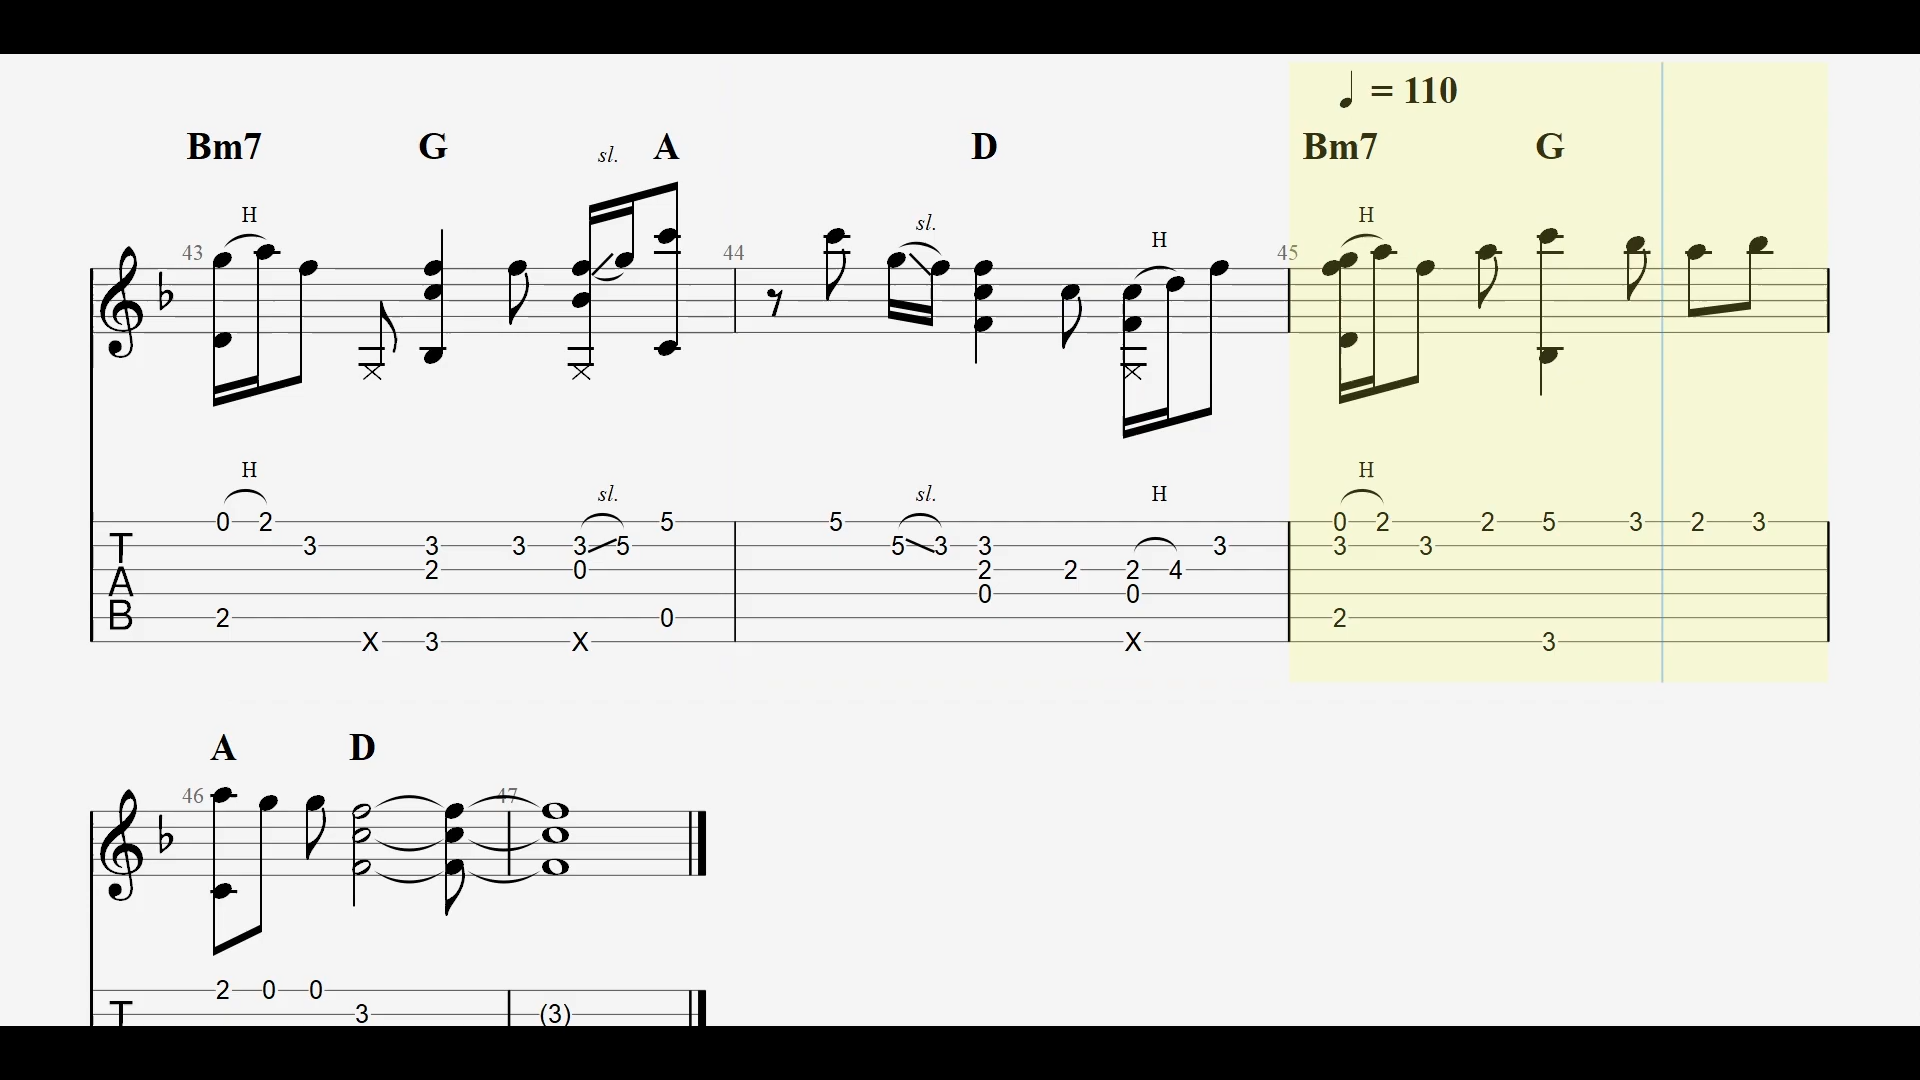 ♩ = 110
Bm7 G sl. A D Bm7 G
H sl. H H
43 44 45
H sl. sl. H H
0 2 5 5 0 2 2 5 3 2 3
T 3 3 3 3 5 5 3 3 3 3 3
A 2 0 2 2 2 4
0 0
B 2 0 2
X 3 X X 3
A D
46 47
2 0 0
T 3 (3)